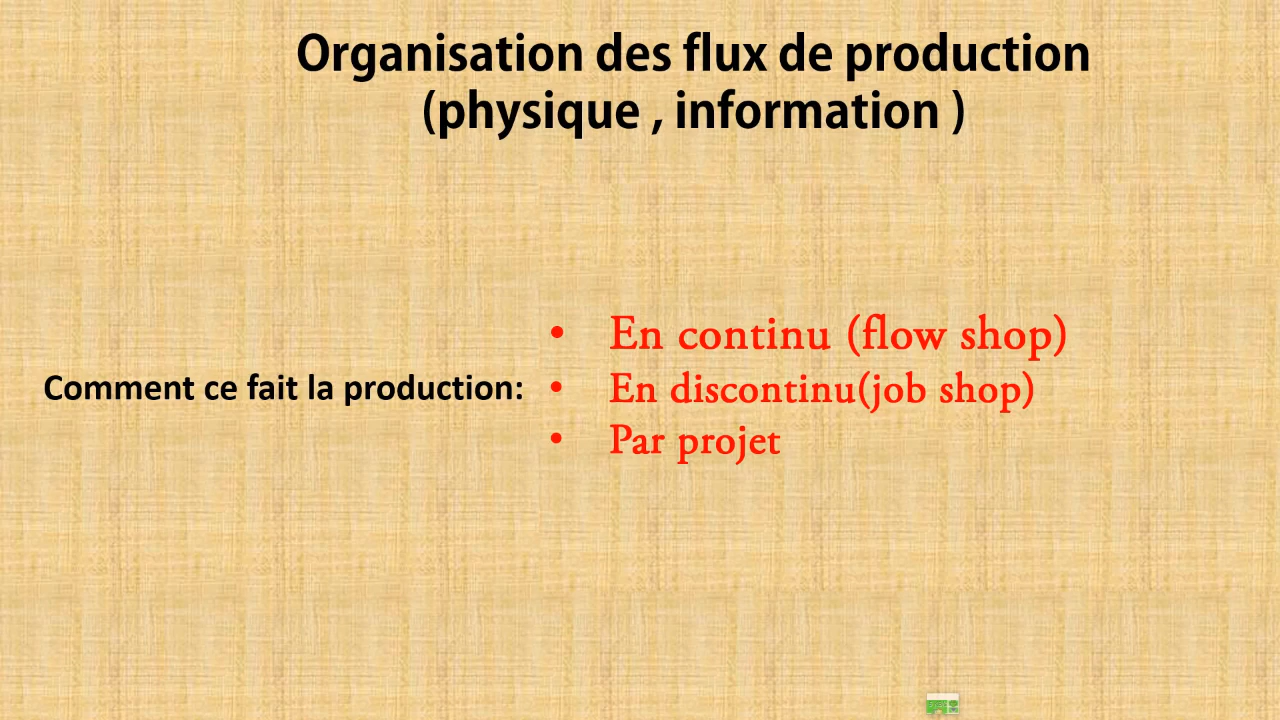 Organisation des flux de production
(physique , information )
Comment ce fait la production:
• En continu (flow shop)
• En discontinu(job shop)
• Par projet